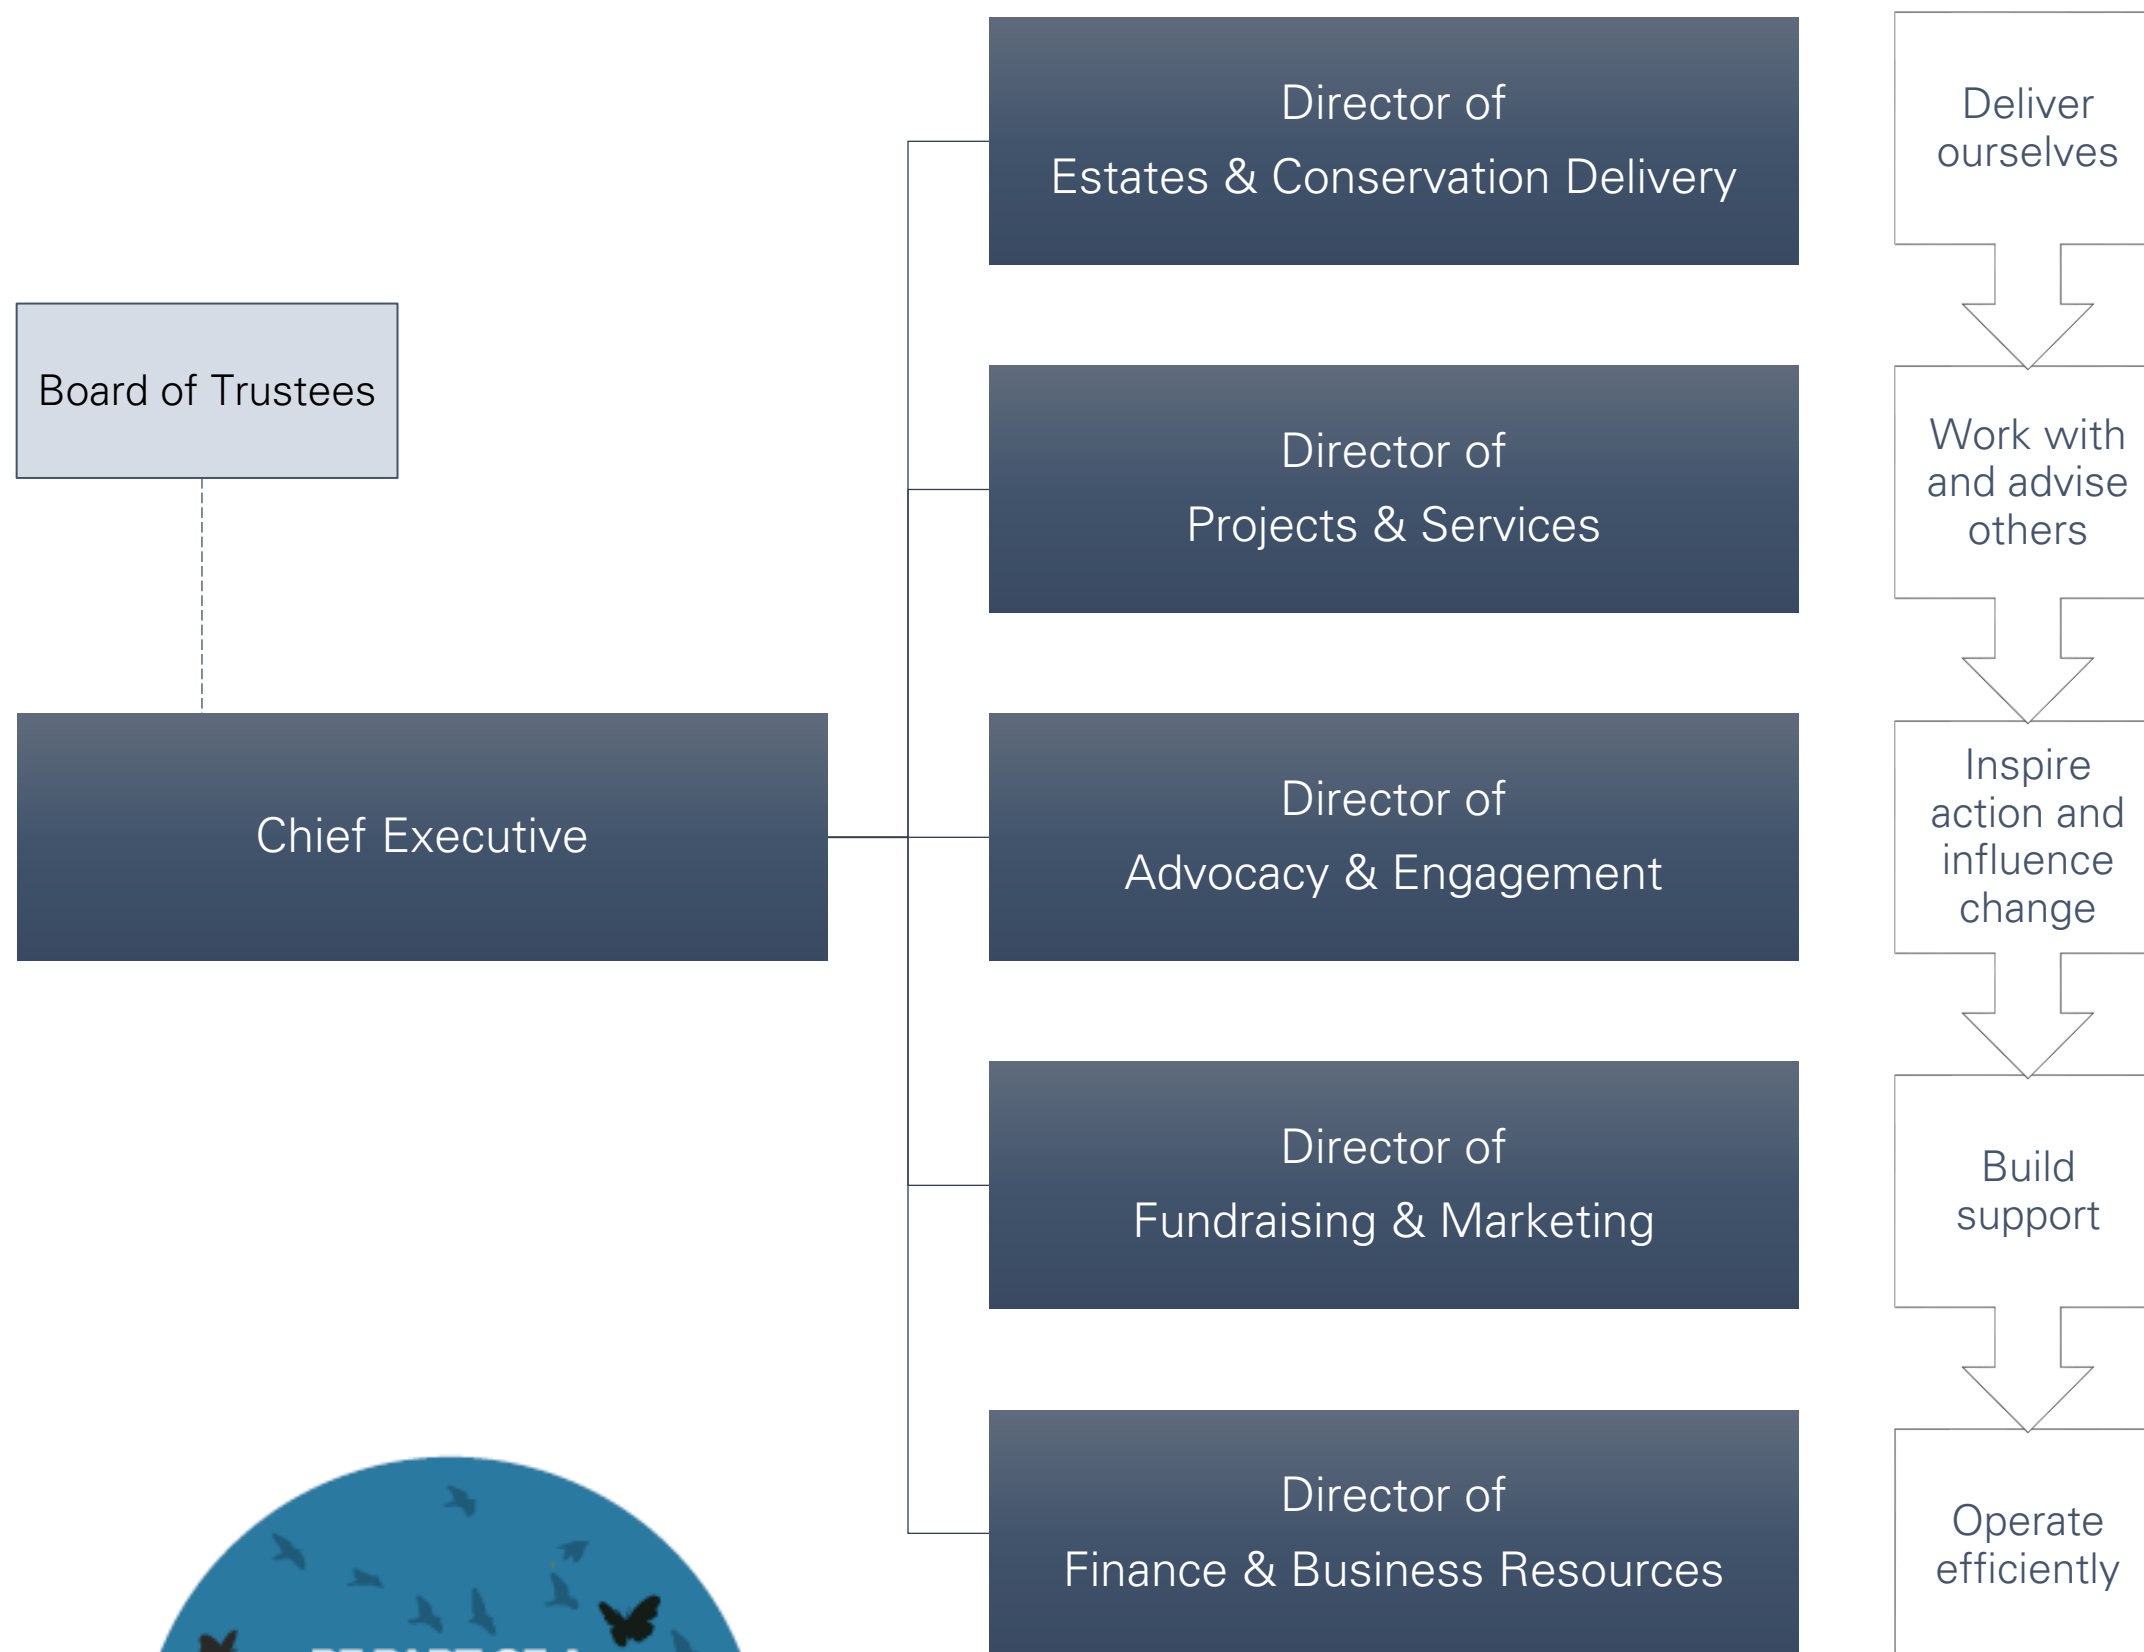 Director of
Estates & Conservation Delivery
Deliver
ourselves
Board of Trustees
Director of
Projects & Services
Work with
and advise
others
Chief Executive
Director of
Advocacy & Engagement
Inspire
action and
influence
change
Director of
Fundraising & Marketing
Build
support
Director of
Finance & Business Resources
Operate
efficiently